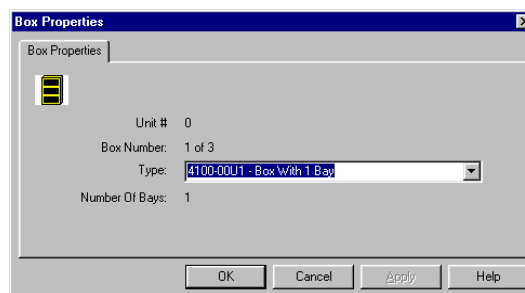 Box Properties
Box Properties
Unit # 0
Box Number: 1 of 3
Type: 4100-00U1 - Box With 1 Bay
Number Of Bays: 1
OK Cancel Apply Help